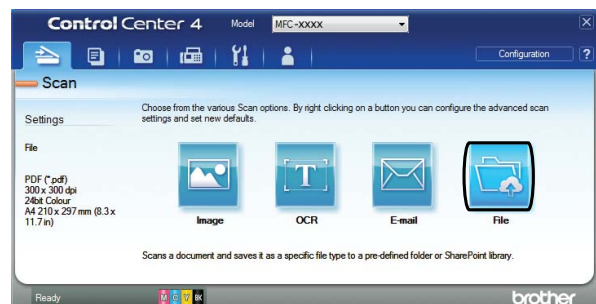 Control Center 4
Model
MFC-XXXX
Configuration
?
Scan
Settings
Choose from the various Scan options. By right clicking on a button you can configure the advanced scan
settings and set new defaults.
File
PDF (*.pdf)
300 x 300 dpi
24bit Colour
A4 210 x 297 mm (8.3 x
11.7 in)
T
Image
OCR
E-mail
File
Scans a document and saves it as a specific file type to a pre-defined folder or SharePoint library.
Ready
M C Y BK
brother